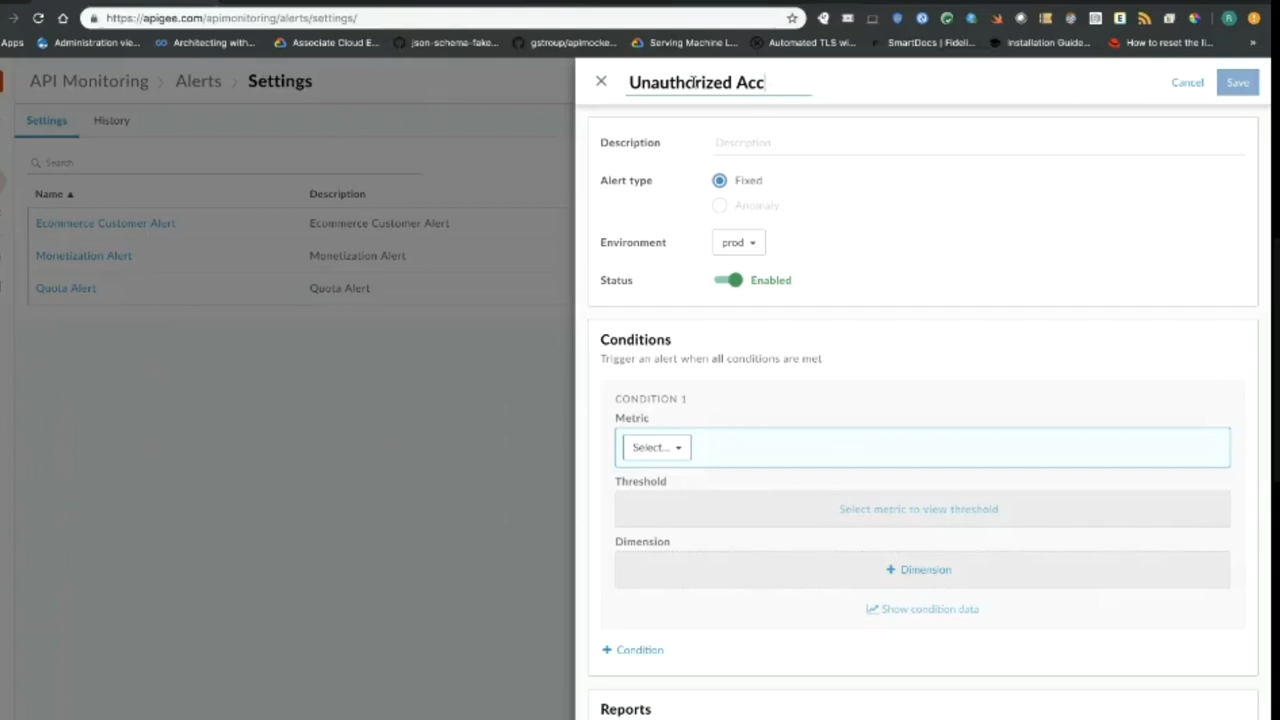 https://apigee.com/apimonitoring/alerts/settings/
Apps Administration vie... Architecting with... Associate Cloud E... json-schema-fake... gstroup/apimocke... Serving Machine L... Automated TLS wi... SmartDocs | Fideli... Installation Guide... How to reset the li... »
API Monitoring > Alerts > Settings
Unauthorized Acc
Cancel
Save
Settings
History
Search
Name ▲ Description
Ecommerce Customer Alert Ecommerce Customer Alert
Monetization Alert Monetization Alert
Quota Alert Quota Alert
Description Description
Alert type Fixed
Anomaly
Environment prod
Status Enabled
Conditions
Trigger an alert when all conditions are met
CONDITION 1
Metric
Select...
Threshold
Select metric to view threshold
Dimension
+ Dimension
Show condition data
+ Condition
Reports